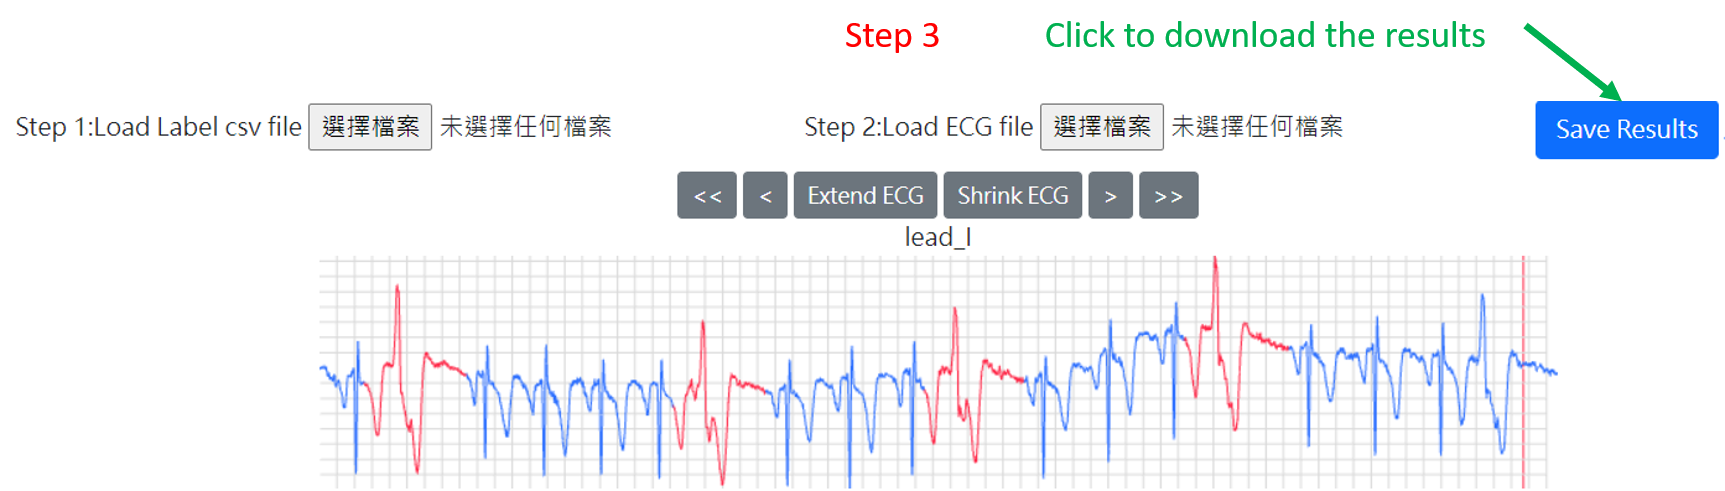 Step 3 Click to download the results
Step 1:Load Label csv file 選擇檔案 未選擇任何檔案 Step 2:Load ECG file 選擇檔案 未選擇任何檔案 Save Results
<< < Extend ECG Shrink ECG > >>
lead_I